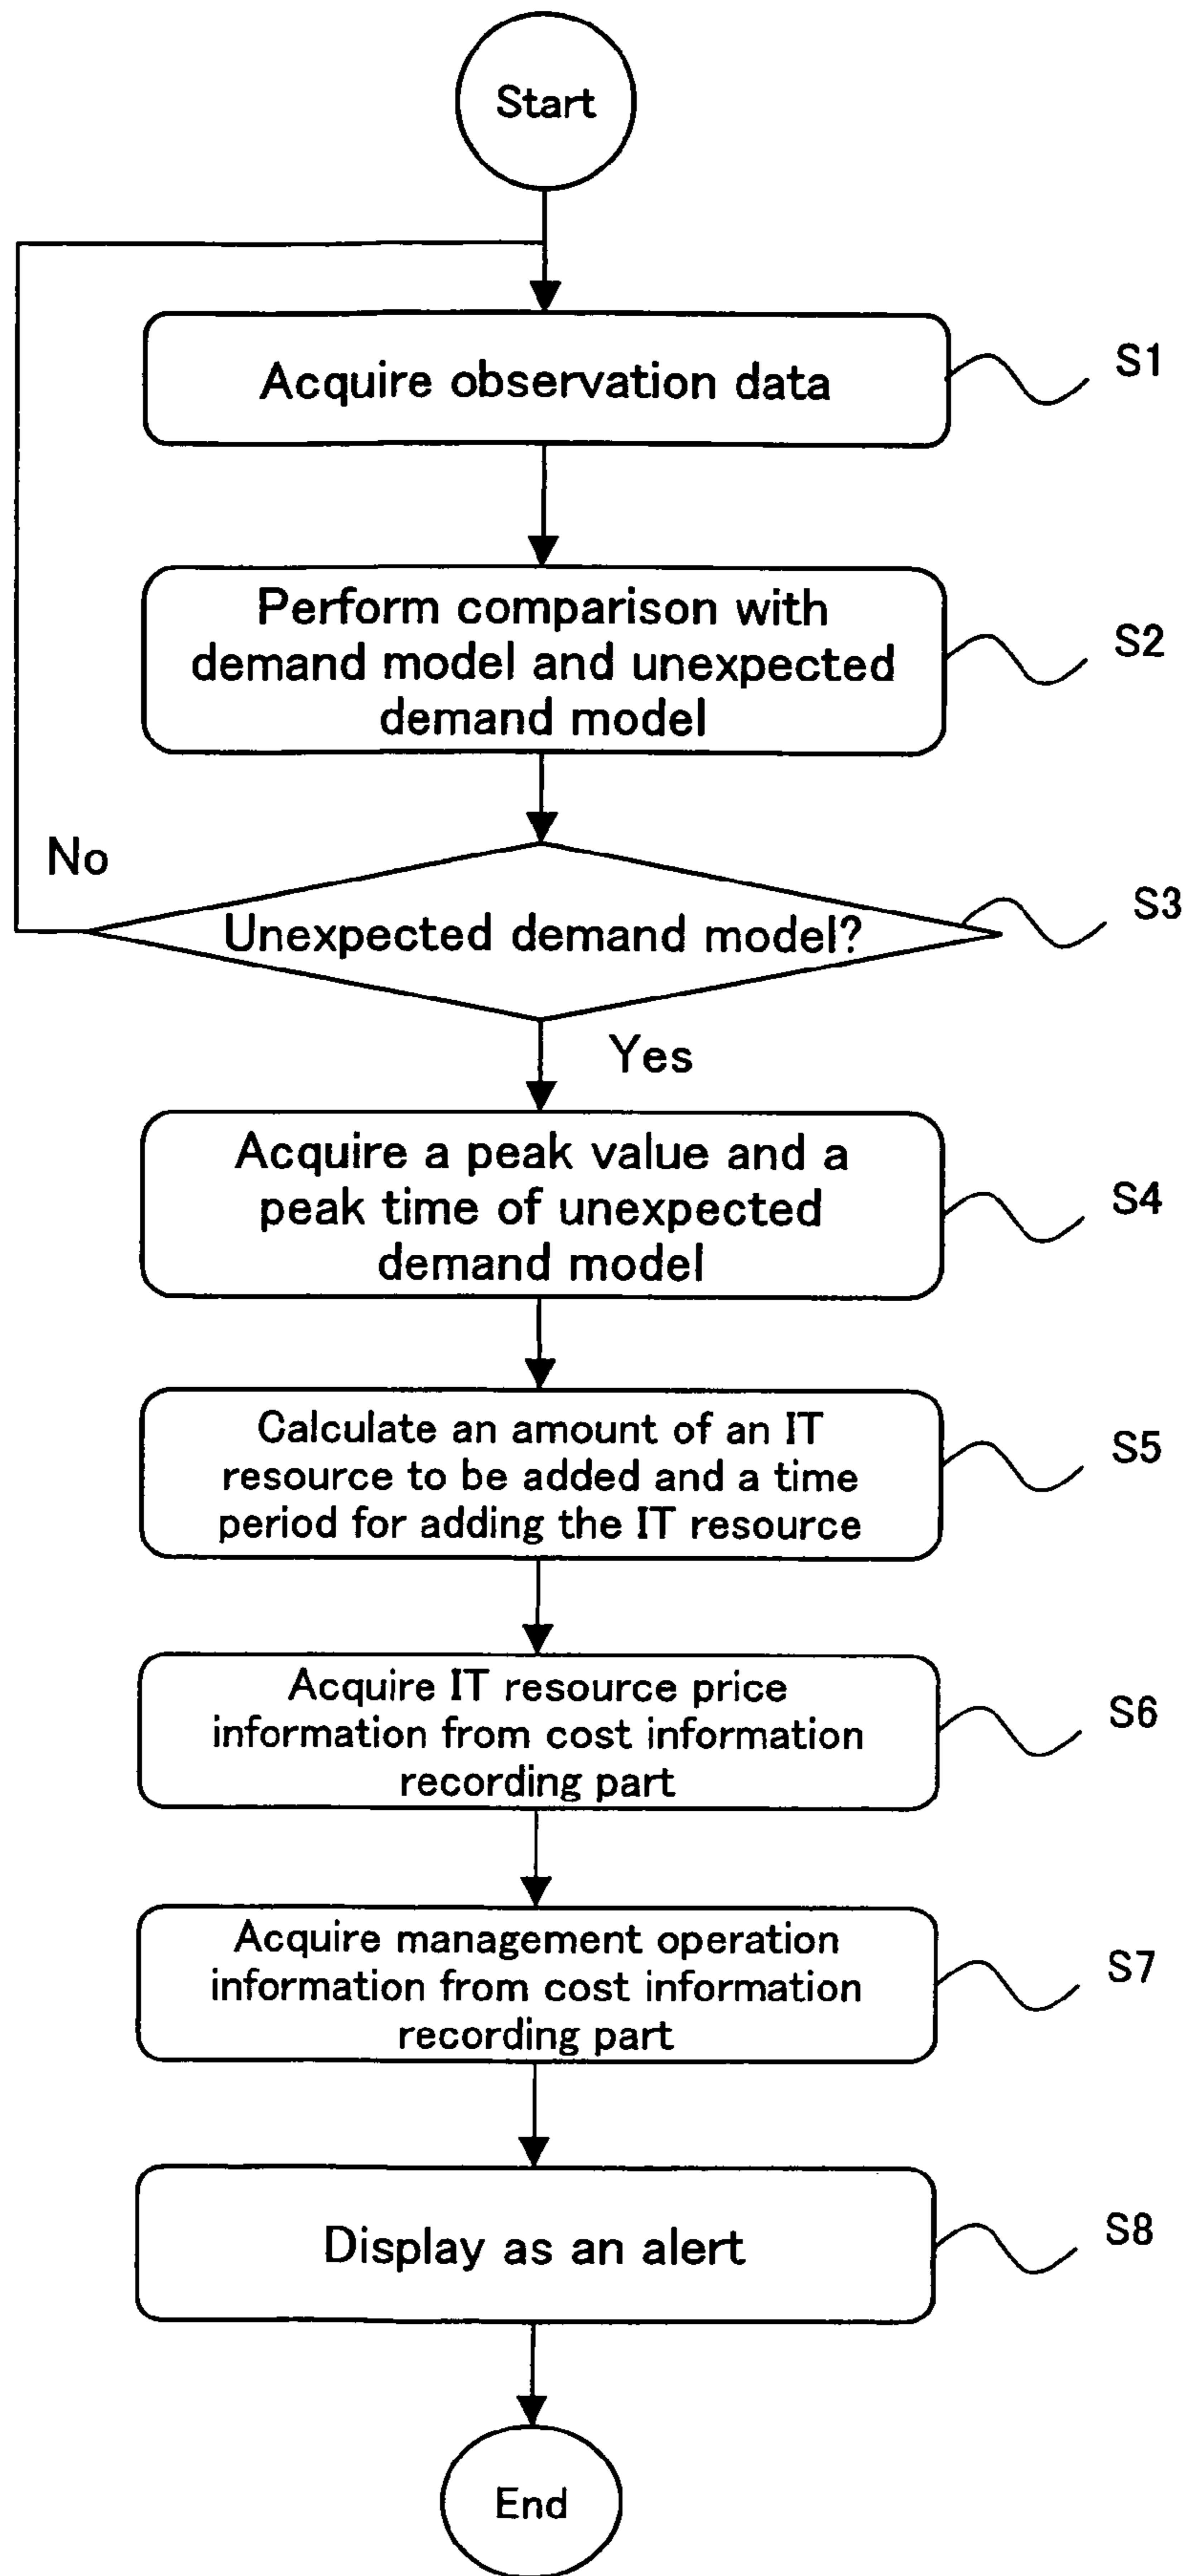 Start
Acquire observation data
S1
Perform comparison with
demand model and unexpected
demand model
S2
No
Unexpected demand model?
S3
Yes
Acquire a peak value and a
peak time of unexpected
demand model
S4
Calculate an amount of an IT
resource to be added and a time
period for adding the IT resource
S5
Acquire IT resource price
information from cost information
recording part
S6
Acquire management operation
information from cost information
recording part
S7
Display as an alert
S8
End